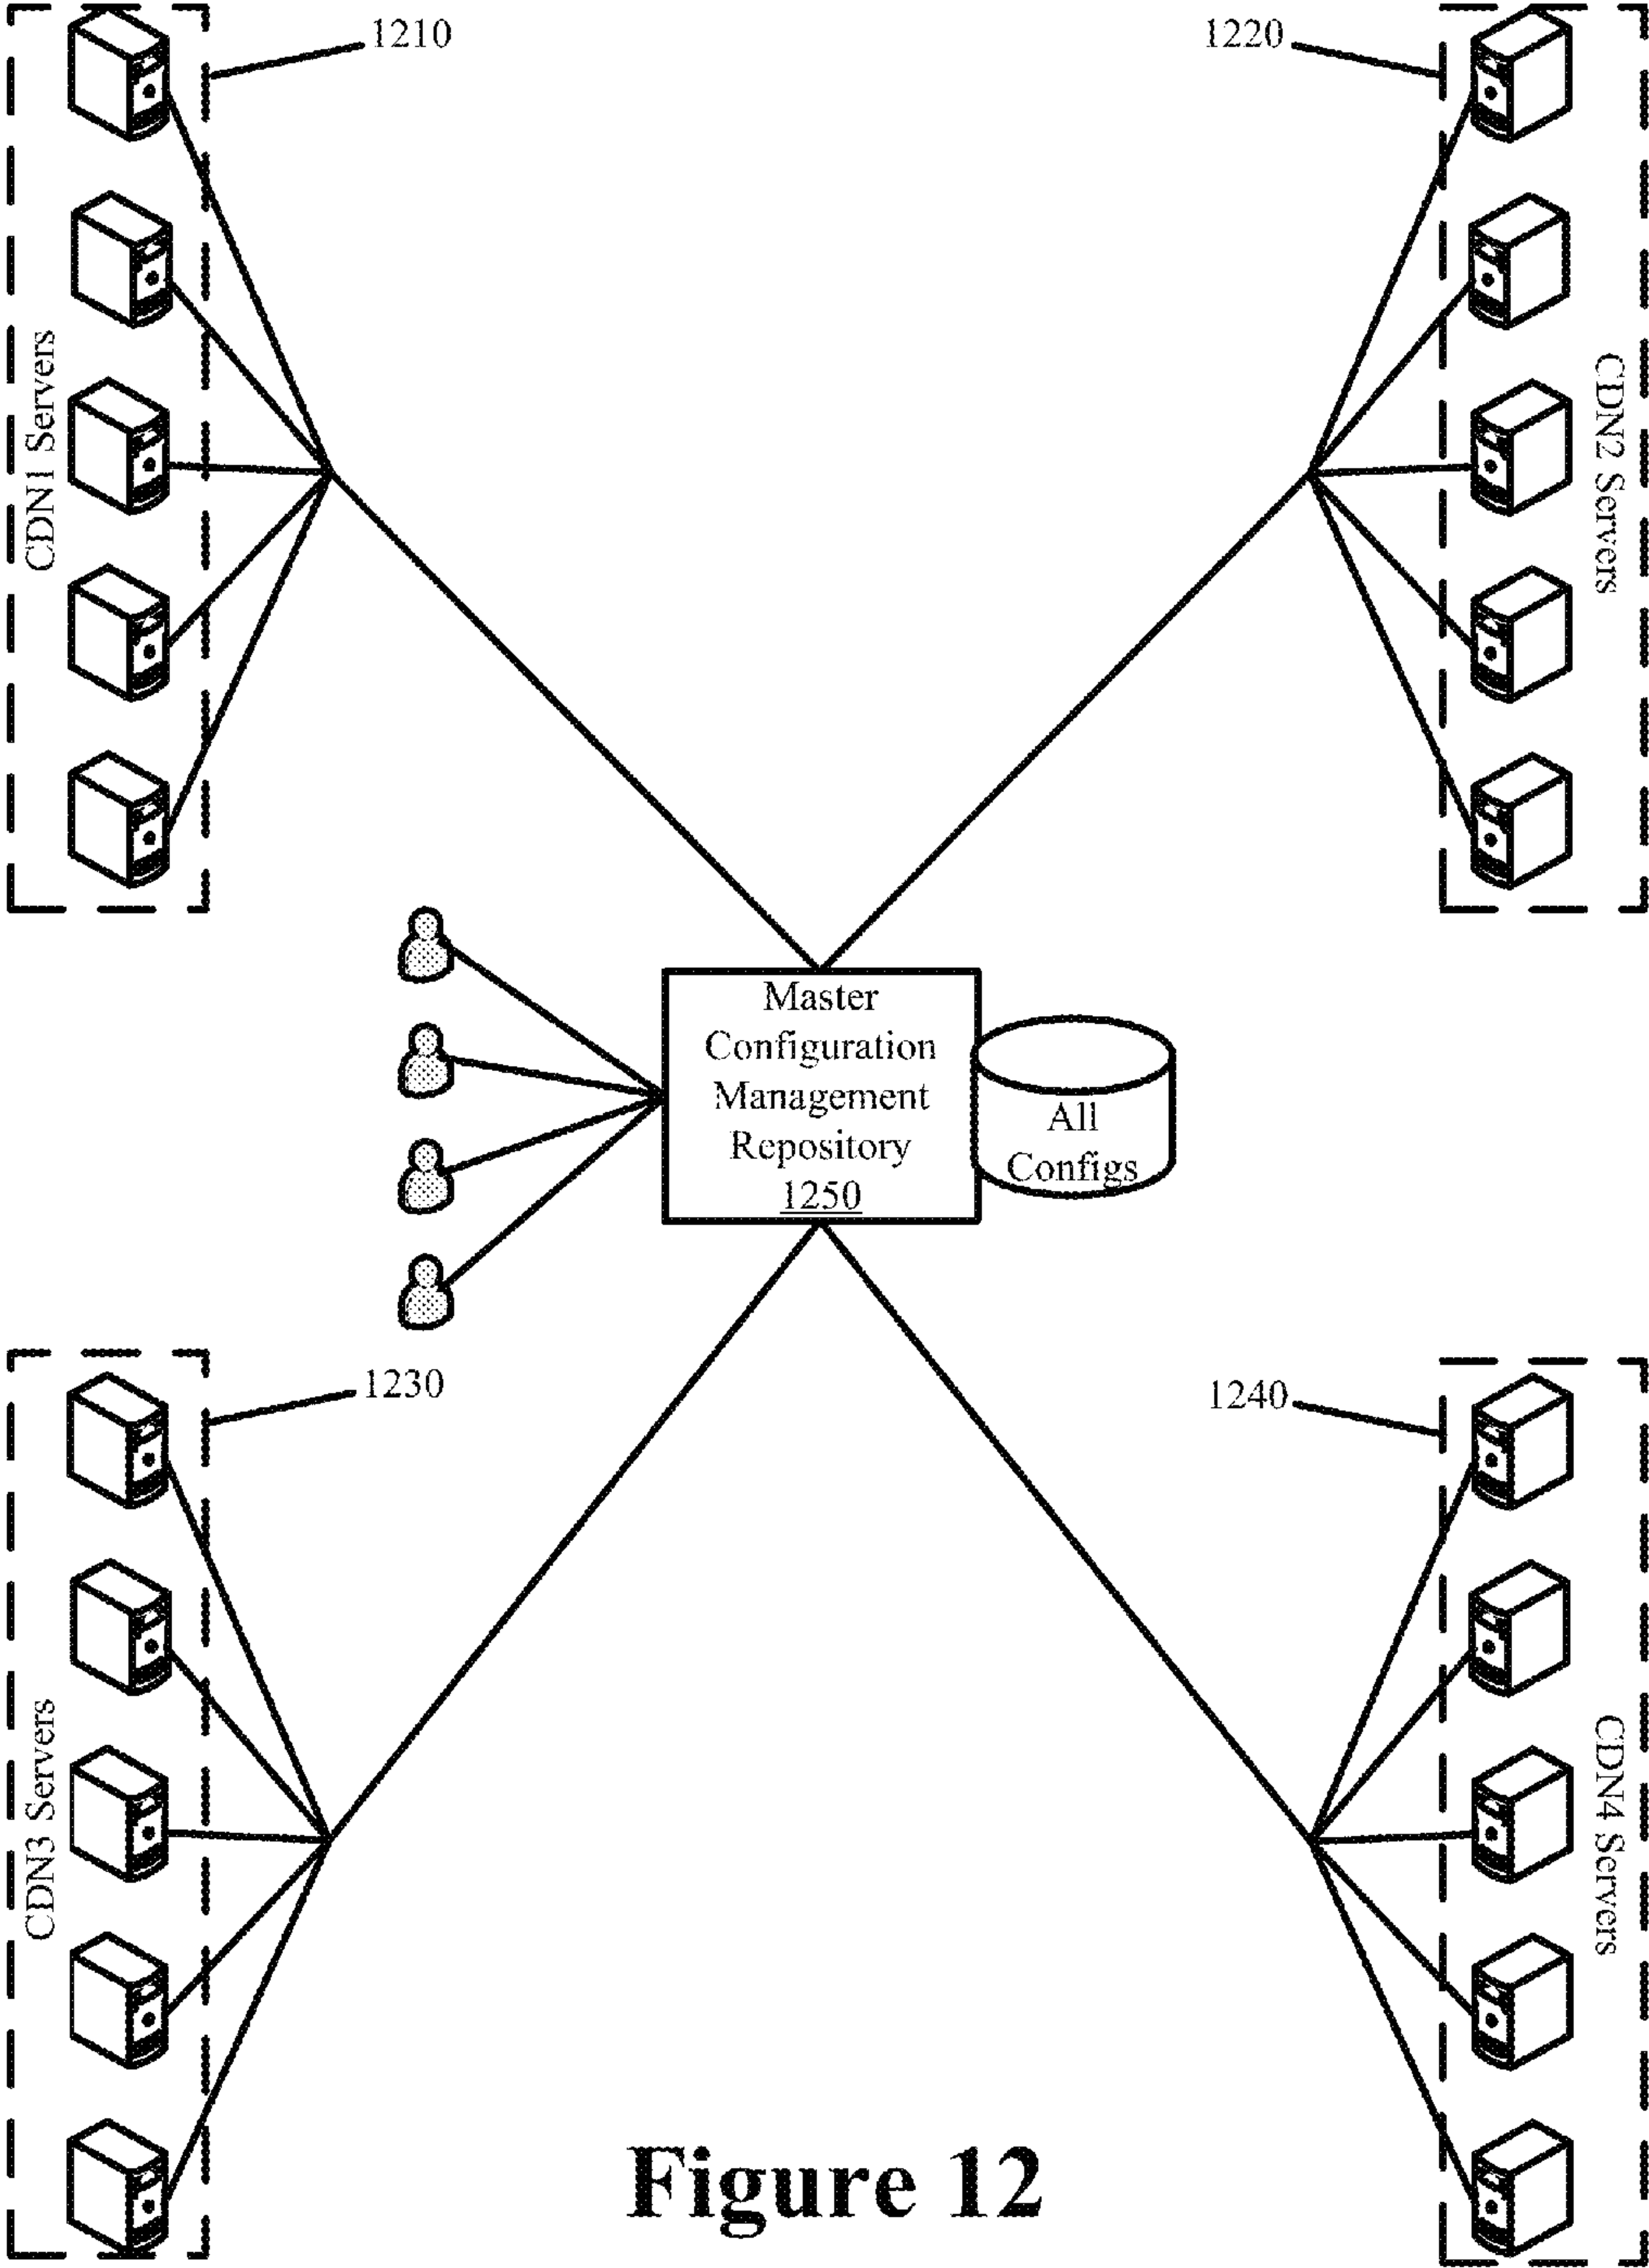 1210
1220
CDN1 Servers
CDN2 Servers
Master
Configuration
Management
Repository
1250
All
Configs
1230
1240
CDN3 Servers
CDN4 Servers
Figure 12